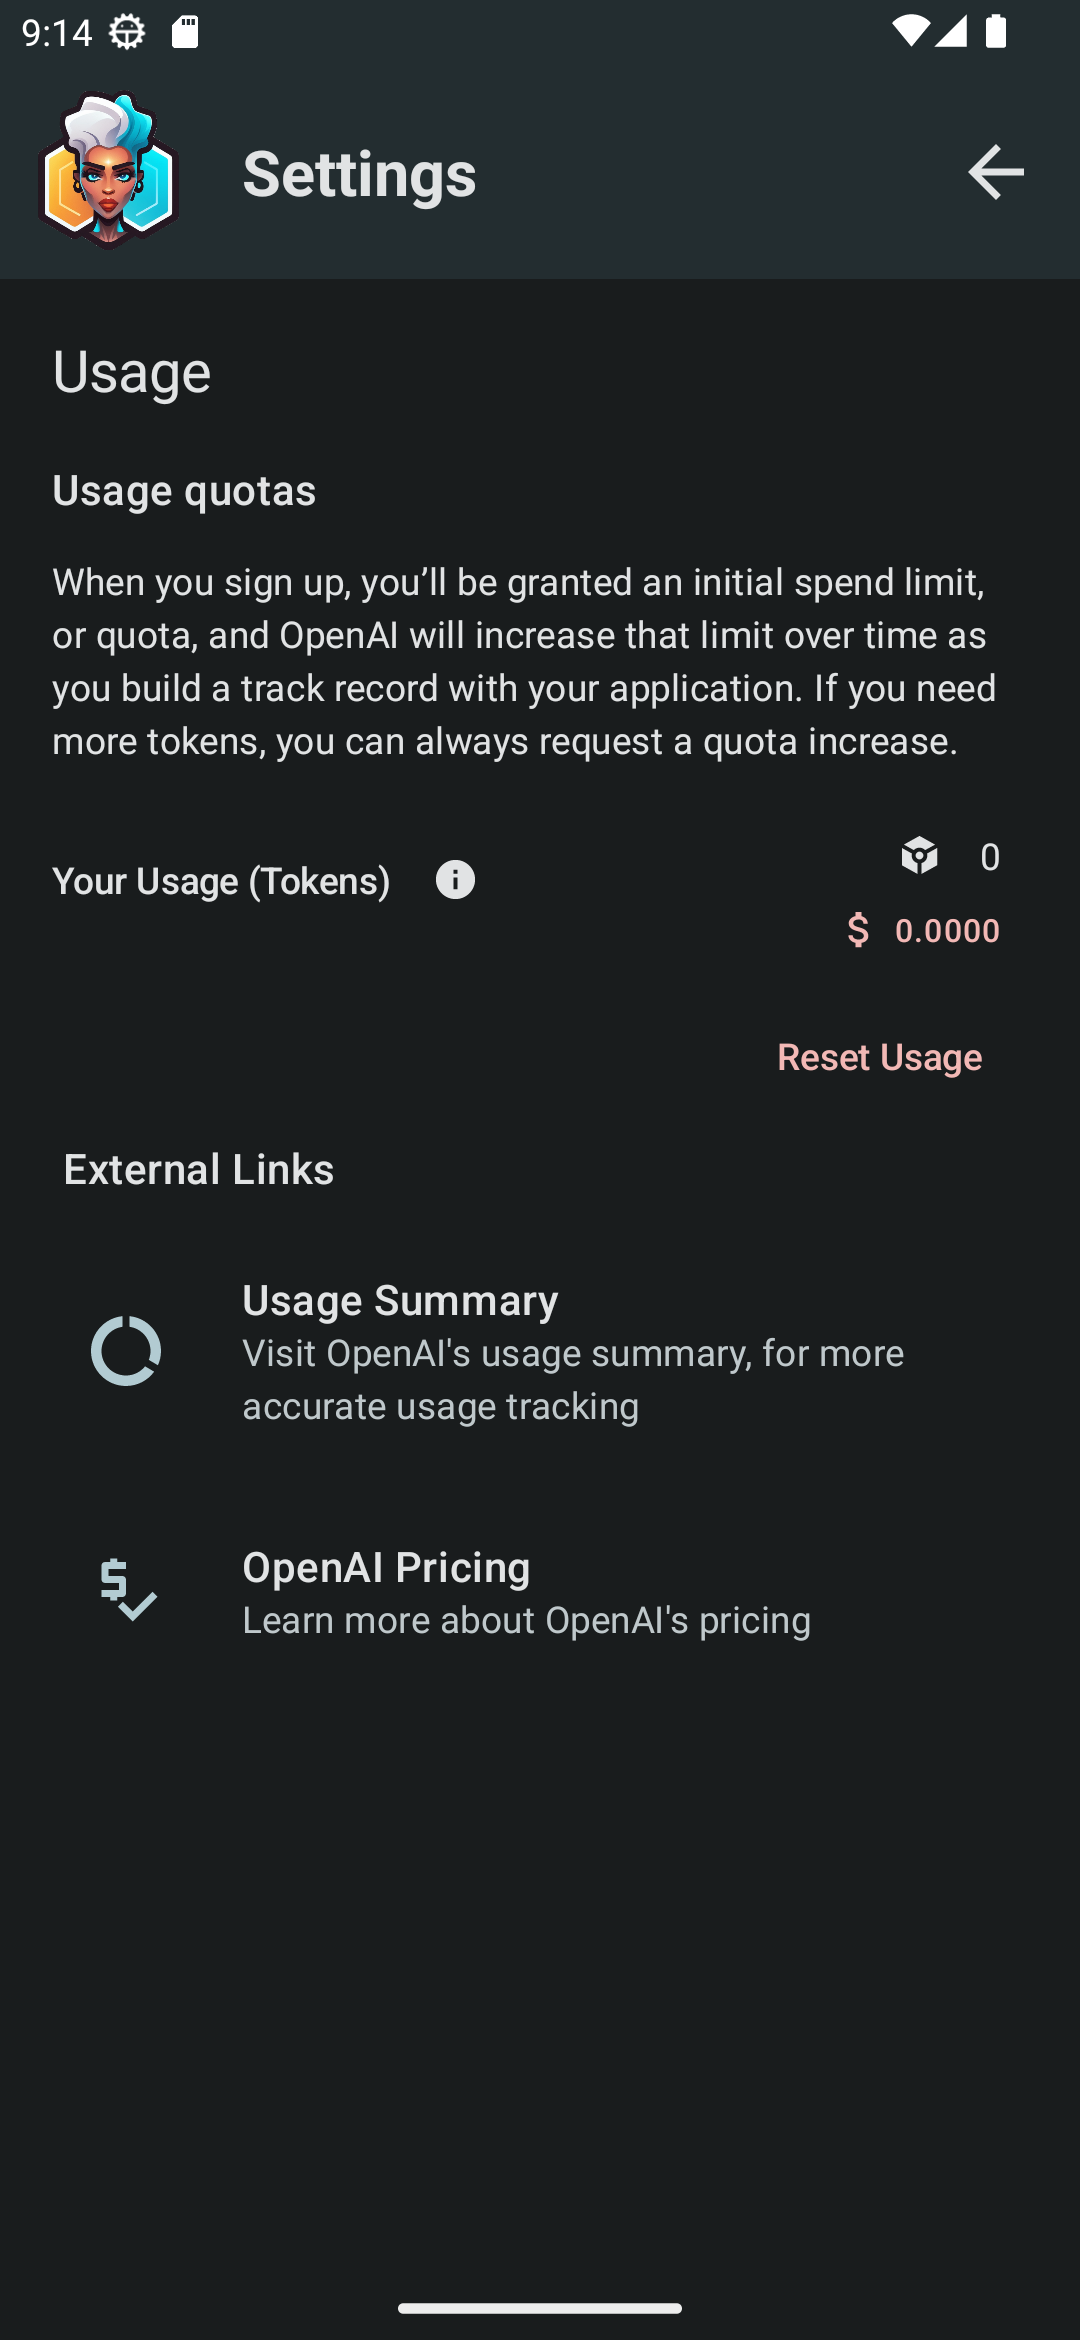 9:14
Settings
Usage
Usage quotas
When you sign up, you’ll be granted an initial spend limit,
or quota, and OpenAI will increase that limit over time as
you build a track record with your application. If you need
more tokens, you can always request a quota increase.
Your Usage (Tokens)
0
$ 0.0000
Reset Usage
External Links
Usage Summary
Visit OpenAI's usage summary, for more
accurate usage tracking
OpenAI Pricing
Learn more about OpenAI's pricing